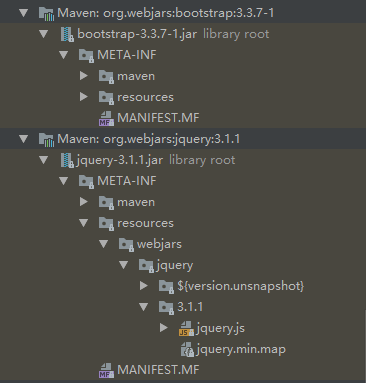 Maven: org.webjars:bootstrap:3.3.7-1
bootstrap-3.3.7-1.jar library root
META-INF
maven
resources
MANIFEST.MF
Maven: org.webjars:jquery:3.1.1
jquery-3.1.1.jar library root
META-INF
maven
resources
webjars
jquery
${version.unsnapshot}
3.1.1
jquery.js
jquery.min.map
MANIFEST.MF